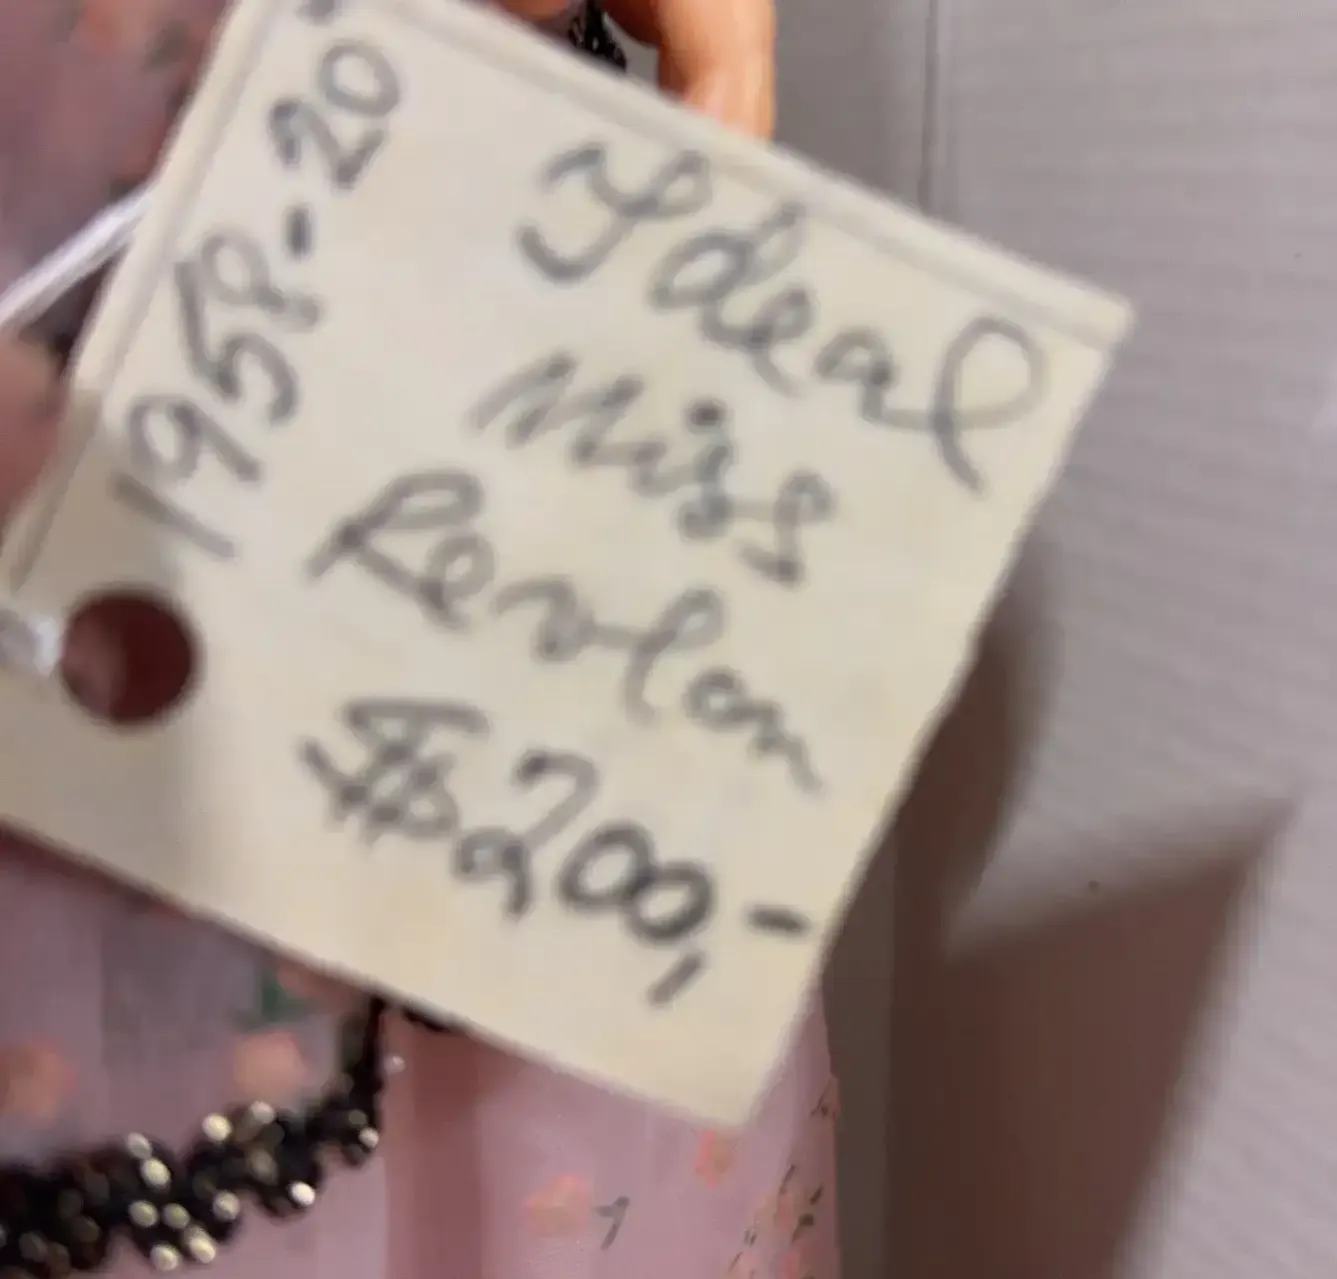 1958-20"
Ideal
Miss
Revlon
$200,-